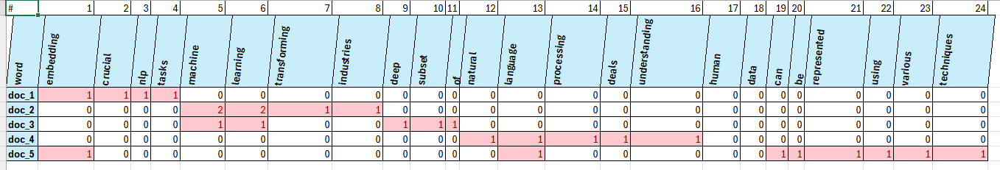 # 1 2 3 4 5 6 7 8 9 10 11 12 13 14 15 16 17 18 19 20 21 22 23 24
word embedding crucial nlp tasks machine learning transforming industries deep subset of natural language processing deals understanding human data can be represented using various techniques
doc_1 1 1 1 1 0 0 0 0 0 0 0 0 0 0 0 0 0 0 0 0 0 0 0 0
doc_2 0 0 0 0 2 2 1 1 0 0 0 0 0 0 0 0 0 0 0 0 0 0 0 0
doc_3 0 0 0 0 1 1 0 0 1 1 1 0 0 0 0 0 0 0 0 0 0 0 0 0
doc_4 0 0 0 0 0 0 0 0 0 0 0 1 1 1 1 1 0 0 0 0 0 0 0 0
doc_5 1 0 0 0 0 0 0 0 0 0 0 0 1 0 0 0 0 0 1 1 1 1 1 1